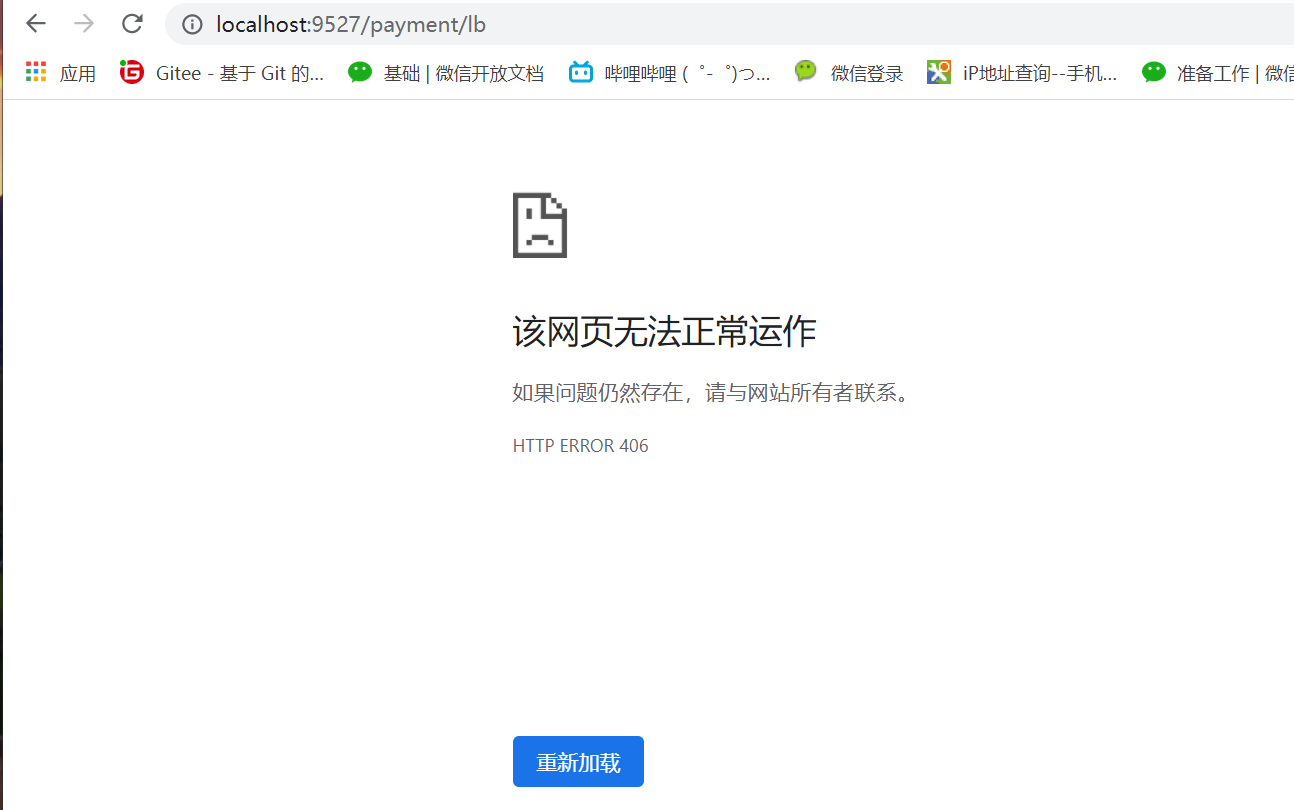 localhost:9527/payment/lb
应用 Gitee - 基于 Git 的... 基础 | 微信开放文档 哔哩哔哩 ( ゜- ゜)つ... 微信登录 iP地址查询--手机... 准备工作 | 微信
该网页无法正常运作
如果问题仍然存在，请与网站所有者联系。
HTTP ERROR 406
重新加载